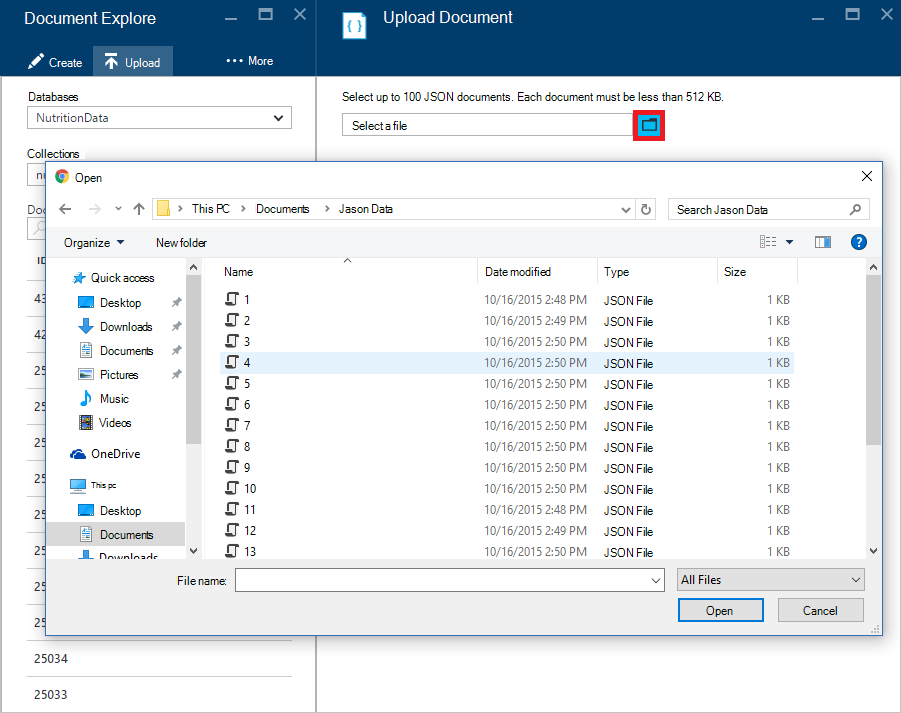 Document Explore
Upload Document
Create
Upload
More
Databases
NutritionData
Collections
Select up to 100 JSON documents. Each document must be less than 512 KB.
Select a file
Open
This PC > Documents > Jason Data
Search Jason Data
Organize
New folder
Name Date modified Type Size
Quick access
Desktop
Downloads
Documents
Pictures
Music
Videos
OneDrive
This pc
Desktop
Documents
Downloads
1 10/16/2015 2:48 PM JSON File 1 KB
2 10/16/2015 2:49 PM JSON File 1 KB
3 10/16/2015 2:50 PM JSON File 1 KB
4 10/16/2015 2:50 PM JSON File 1 KB
5 10/16/2015 2:50 PM JSON File 1 KB
6 10/16/2015 2:50 PM JSON File 1 KB
7 10/16/2015 2:50 PM JSON File 1 KB
8 10/16/2015 2:50 PM JSON File 1 KB
9 10/16/2015 2:50 PM JSON File 1 KB
10 10/16/2015 2:50 PM JSON File 1 KB
11 10/16/2015 2:48 PM JSON File 1 KB
12 10/16/2015 2:49 PM JSON File 1 KB
13 10/16/2015 2:50 PM JSON File 1 KB
File name:
All Files
Open
Cancel
ID
43
42
25
25
25
25
25
25
25
25034
25033